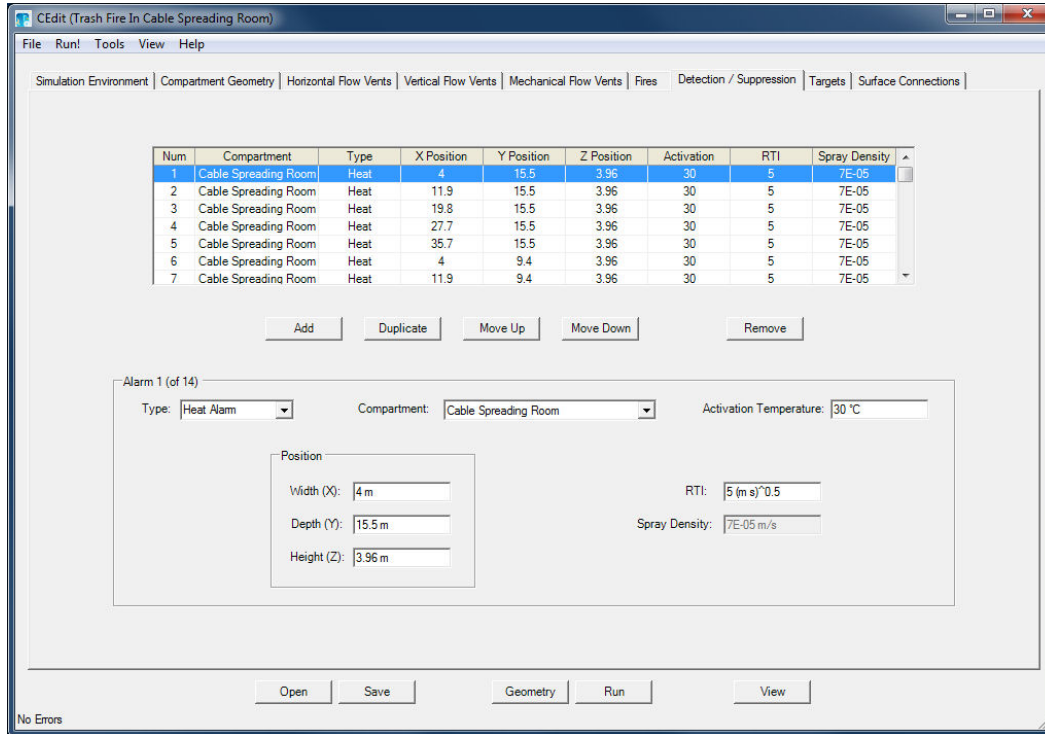 CEdit (Trash Fire In Cable Spreading Room)
File Run! Tools View Help
Simulation Environment Compartment Geometry Horizontal Flow Vents Vertical Flow Vents Mechanical Flow Vents Fires Detection / Suppression Targets Surface Connections
Num Compartment Type X Position Y Position Z Position Activation RTI Spray Density
1 Cable Spreading Room Heat 4 15.5 3.96 30 5 7E-05
2 Cable Spreading Room Heat 11.9 15.5 3.96 30 5 7E-05
3 Cable Spreading Room Heat 19.8 15.5 3.96 30 5 7E-05
4 Cable Spreading Room Heat 27.7 15.5 3.96 30 5 7E-05
5 Cable Spreading Room Heat 35.7 15.5 3.96 30 5 7E-05
6 Cable Spreading Room Heat 4 9.4 3.96 30 5 7E-05
7 Cable Spreading Room Heat 11.9 9.4 3.96 30 5 7E-05
Add Duplicate Move Up Move Down Remove
Alarm 1 (of 14)
Type: Heat Alarm Compartment: Cable Spreading Room Activation Temperature: 30 °C
Position
Width (X): 4 m RTI: 5 (m s)^0.5
Depth (Y): 15.5 m Spray Density: 7E-05 m/s
Height (Z): 3.96 m
Open Save Geometry Run View
No Errors